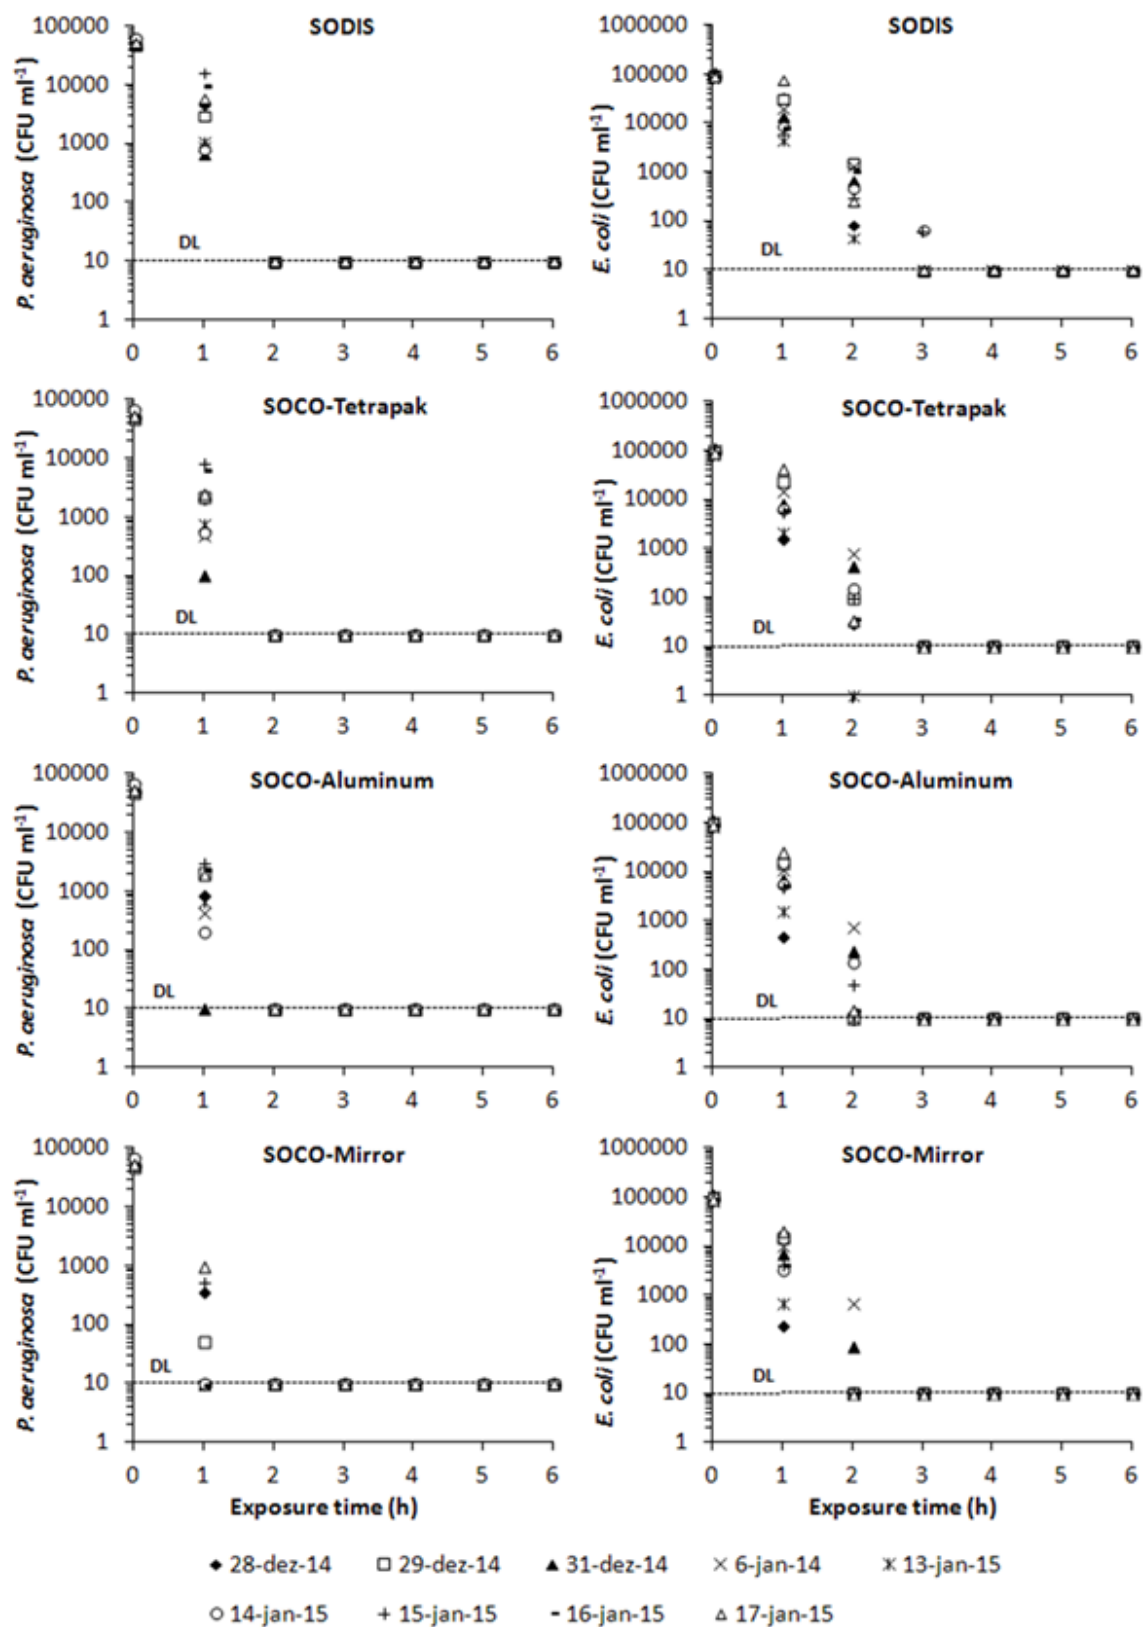 SODIS
P. aeruginosa (CFU ml⁻¹)
100000
10000
1000
100
10
1
DL
0 1 2 3 4 5 6
SODIS
E. coli (CFU ml⁻¹)
1000000
100000
10000
1000
100
10
1
DL
0 1 2 3 4 5 6
SOCO-Tetrapak
P. aeruginosa (CFU ml⁻¹)
100000
10000
1000
100
10
1
DL
0 1 2 3 4 5 6
SOCO-Tetrapak
E. coli (CFU ml⁻¹)
1000000
100000
10000
1000
100
10
1
DL
0 1 2 3 4 5 6
SOCO-Aluminum
P. aeruginosa (CFU ml⁻¹)
100000
10000
1000
100
10
1
DL
0 1 2 3 4 5 6
SOCO-Aluminum
E. coli (CFU ml⁻¹)
1000000
100000
10000
1000
100
10
1
DL
0 1 2 3 4 5 6
SOCO-Mirror
P. aeruginosa (CFU ml⁻¹)
100000
10000
1000
100
10
1
DL
0 1 2 3 4 5 6
Exposure time (h)
SOCO-Mirror
E. coli (CFU ml⁻¹)
1000000
100000
10000
1000
100
10
1
DL
0 1 2 3 4 5 6
Exposure time (h)
28-dez-14 29-dez-14 31-dez-14 6-jan-14 13-jan-15
14-jan-15 15-jan-15 16-jan-15 17-jan-15